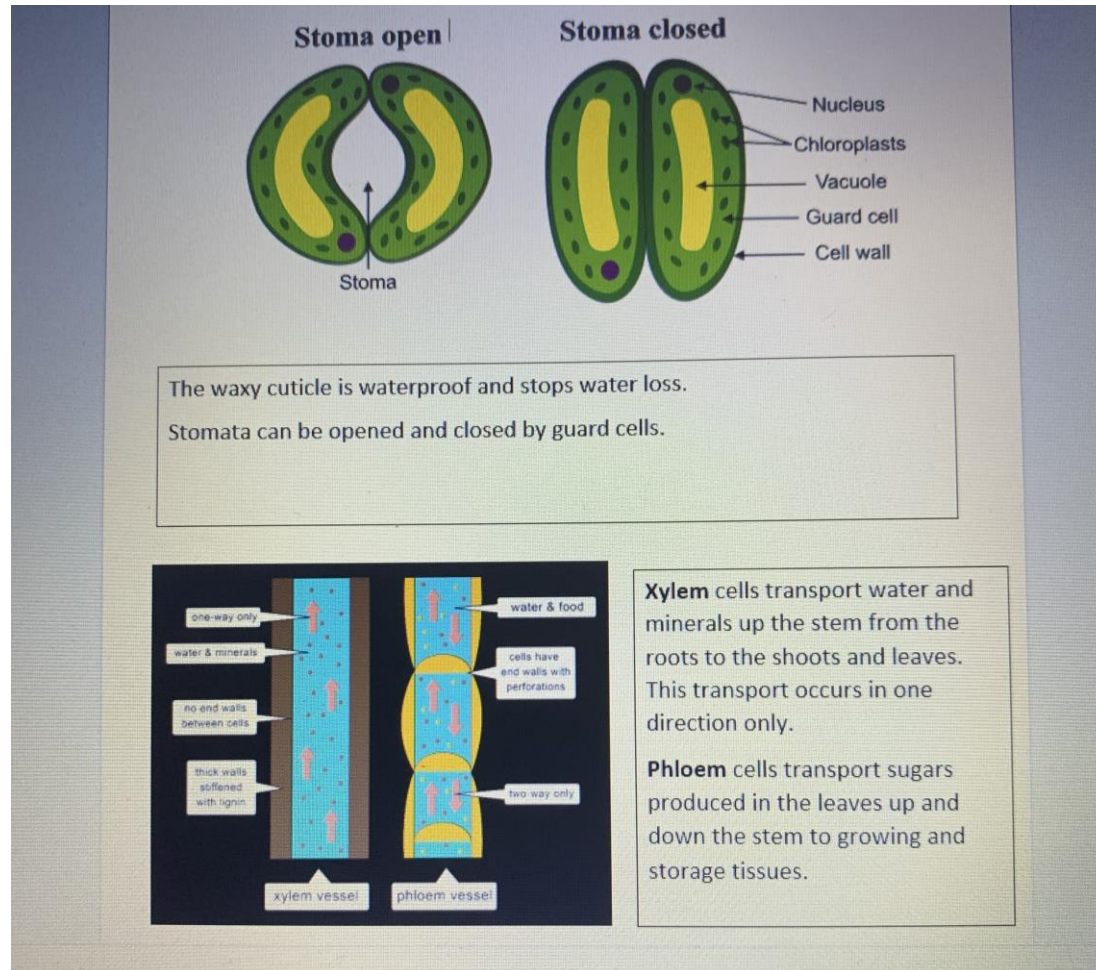 Stoma open
Stoma closed
Nucleus
Chloroplasts
Vacuole
Guard cell
Cell wall
Stoma
The waxy cuticle is waterproof and stops water loss.
Stomata can be opened and closed by guard cells.
one-way only
water & minerals
no end walls
between cells
thick walls
stiffened
with lignin
xylem vessel
water & food
cells have
end walls with
perforations
two way only
phloem vessel
Xylem cells transport water and
minerals up the stem from the
roots to the shoots and leaves.
This transport occurs in one
direction only.
Phloem cells transport sugars
produced in the leaves up and
down the stem to growing and
storage tissues.